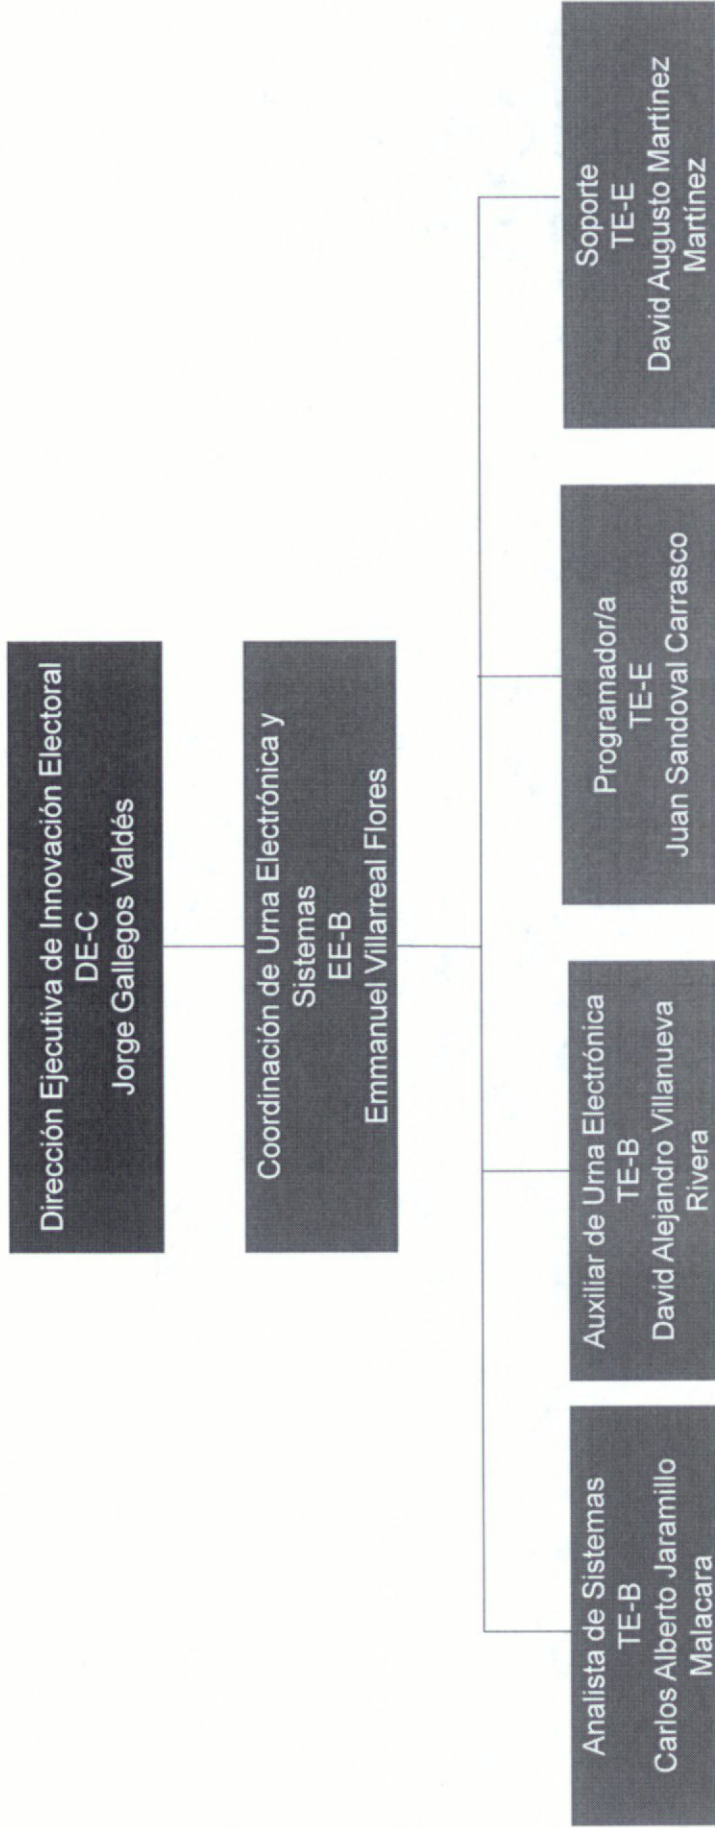 Dirección Ejecutiva de Innovación Electoral
DE-C
Jorge Gallegos Valdés
Coordinación de Urna Electrónica y
Sistemas
EE-B
Emmanuel Villarreal Flores
Analista de Sistemas
TE-B
Carlos Alberto Jaramillo
Malacara
Auxiliar de Urna Electrónica
TE-B
David Alejandro Villanueva
Rivera
Programador/a
TE-E
Juan Sandoval Carrasco
Soporte
TE-E
David Augusto Martínez
Martínez